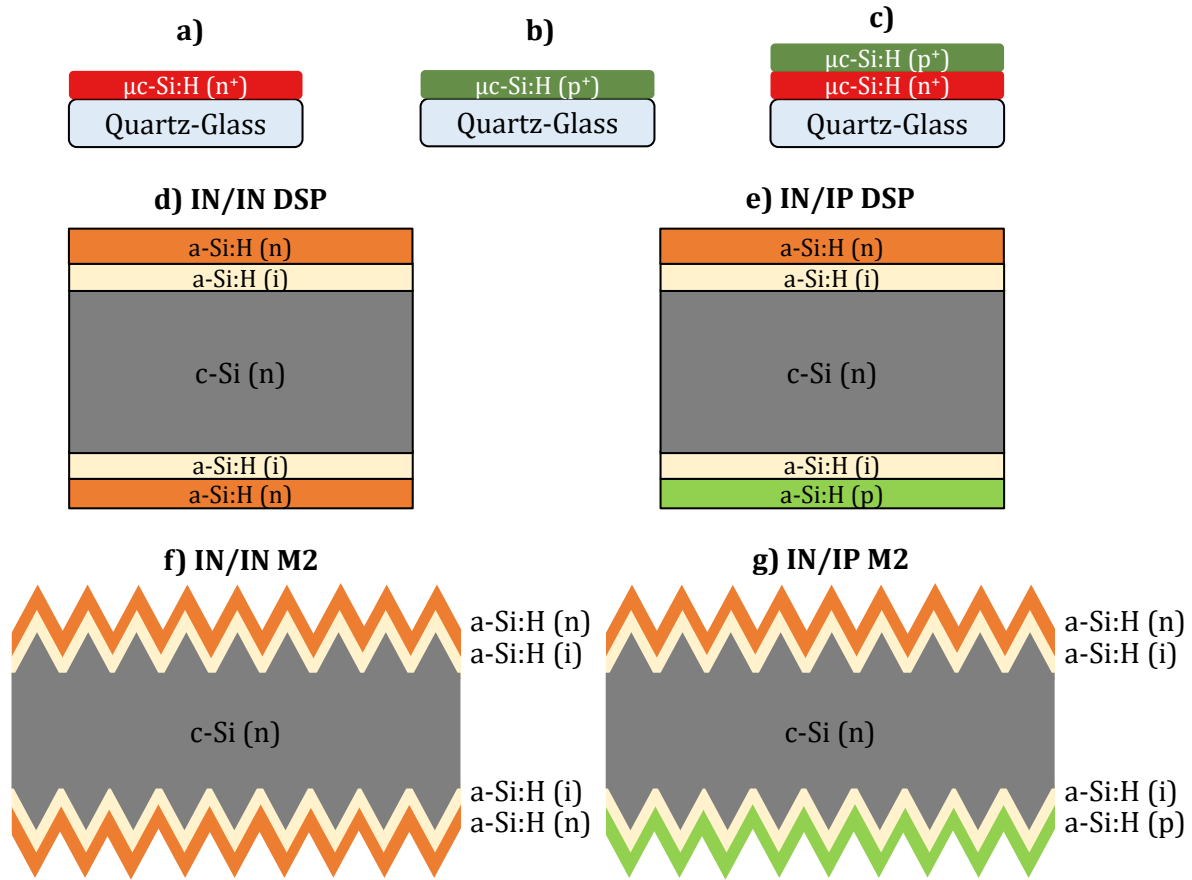 a)
μc-Si:H (n⁺)
Quartz-Glass
b)
μc-Si:H (p⁺)
Quartz-Glass
c)
μc-Si:H (p⁺)
μc-Si:H (n⁺)
Quartz-Glass
d) IN/IN DSP
a-Si:H (n)
a-Si:H (i)
c-Si (n)
a-Si:H (i)
a-Si:H (n)
e) IN/IP DSP
a-Si:H (n)
a-Si:H (i)
c-Si (n)
a-Si:H (i)
a-Si:H (p)
f) IN/IN M2
a-Si:H (n)
a-Si:H (i)
c-Si (n)
a-Si:H (i)
a-Si:H (n)
g) IN/IP M2
a-Si:H (n)
a-Si:H (i)
c-Si (n)
a-Si:H (i)
a-Si:H (p)